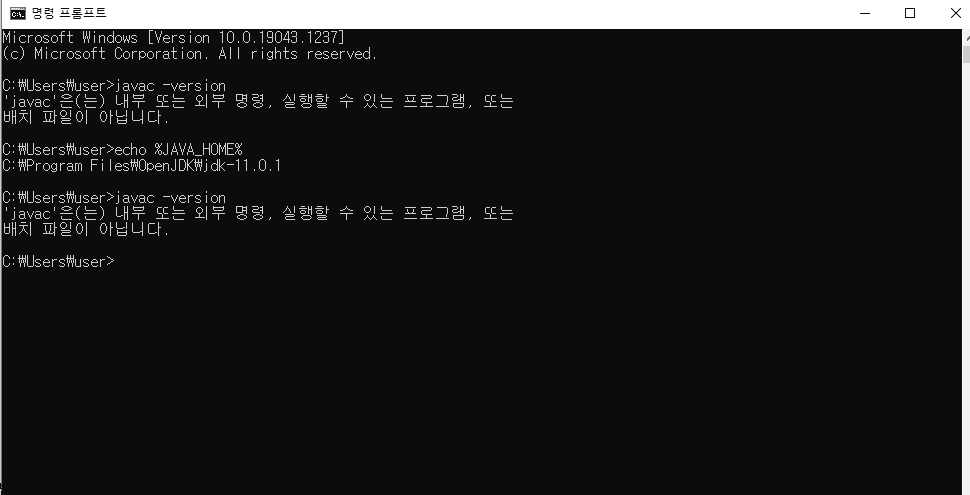 명령 프롬프트
Microsoft Windows [Version 10.0.19043.1237]
(c) Microsoft Corporation. All rights reserved.
C:₩Users₩user>javac -version
'javac'은(는) 내부 또는 외부 명령, 실행할 수 있는 프로그램, 또는
배치 파일이 아닙니다.
C:₩Users₩user>echo %JAVA_HOME%
C:₩Program Files₩OpenJDK₩jdk-11.0.1
C:₩Users₩user>javac -version
'javac'은(는) 내부 또는 외부 명령, 실행할 수 있는 프로그램, 또는
배치 파일이 아닙니다.
C:₩Users₩user>